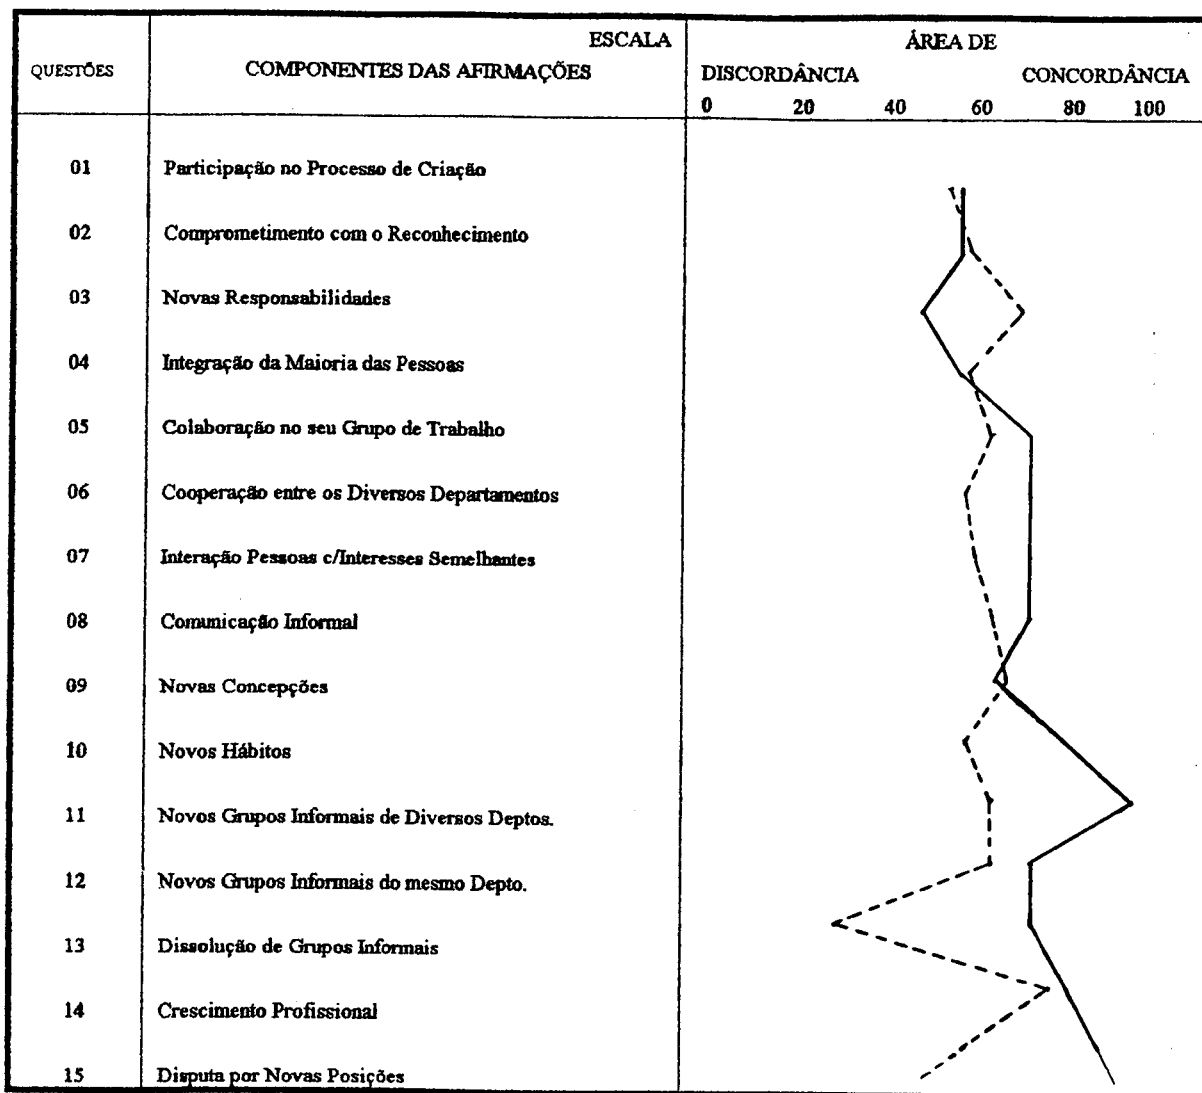 ESCALA ÁREA DE
QUESTÕES COMPONENTES DAS AFIRMAÇÕES DISCORDÂNCIA CONCORDÂNCIA
0 20 40 60 80 100
01 Participação no Processo de Criação
02 Comprometimento com o Reconhecimento
03 Novas Responsabilidades
04 Integração da Maioria das Pessoas
05 Colaboração no seu Grupo de Trabalho
06 Cooperação entre os Diversos Departamentos
07 Interação Pessoas c/Interesses Semelhantes
08 Comunicação Informal
09 Novas Concepções
10 Novos Hábitos
11 Novos Grupos Informais de Diversos Deptos.
12 Novos Grupos Informais do mesmo Depto.
13 Dissolução de Grupos Informais
14 Crescimento Profissional
15 Disputa por Novas Posições